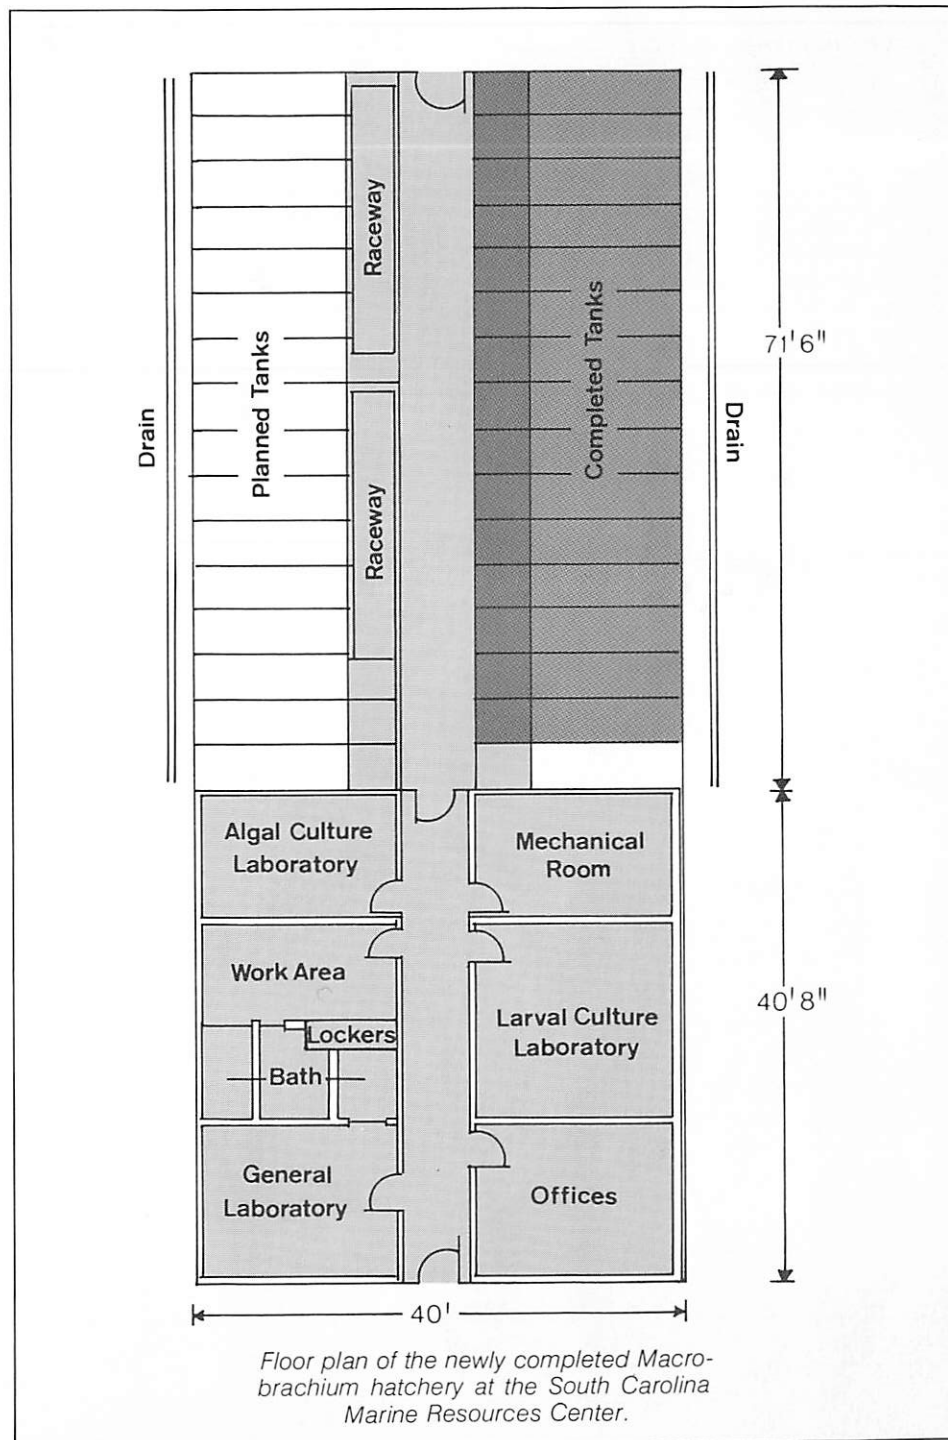 Raceway
Planned Tanks
Completed Tanks
71'6"
Drain
Drain
Raceway
Algal Culture
Laboratory
Mechanical
Room
Work Area
Lockers
Larval Culture
Laboratory
40'8"
Bath
General
Laboratory
Offices
40'
Floor plan of the newly completed Macro-
brachium hatchery at the South Carolina
Marine Resources Center.